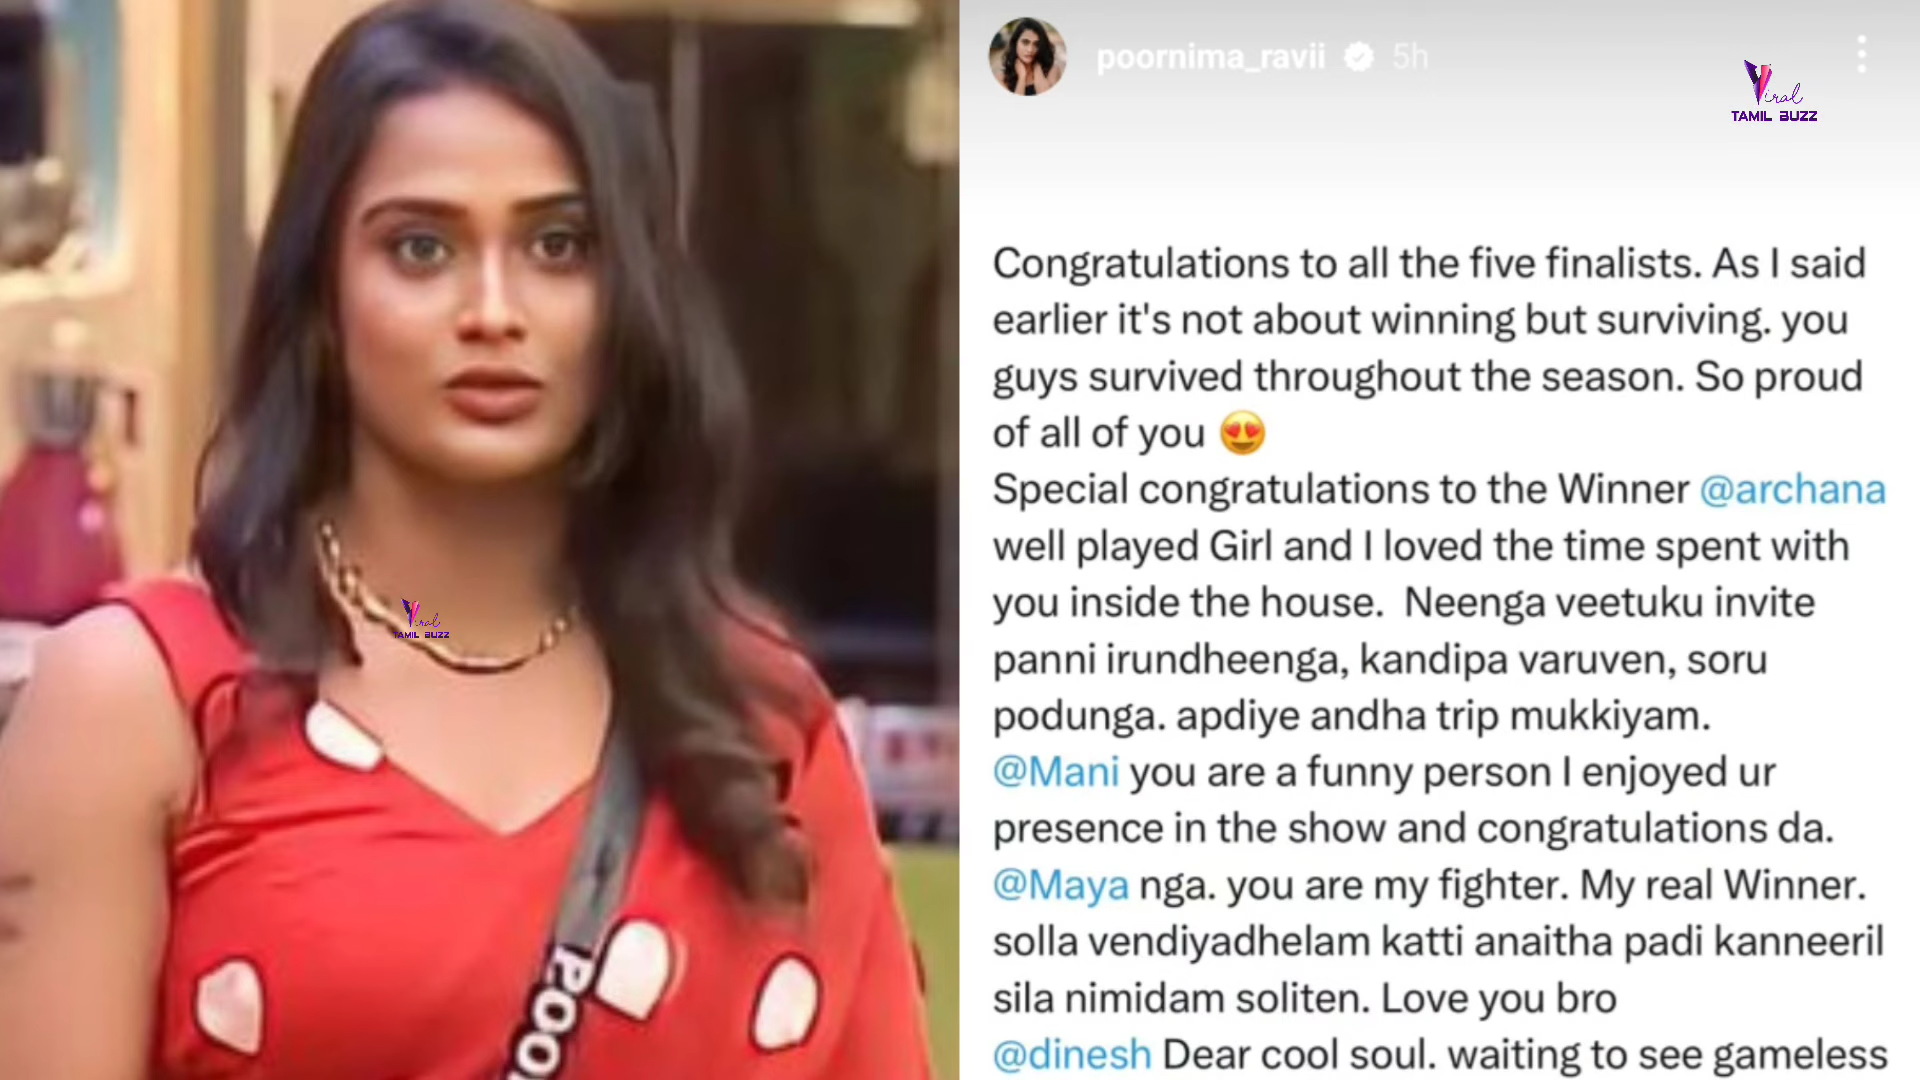 poornima_ravii 5h
Viral
TAMIL BUZZ
Congratulations to all the five finalists. As I said
earlier it's not about winning but surviving. you
guys survived throughout the season. So proud
of all of you 😍
Special congratulations to the Winner @archana
well played Girl and I loved the time spent with
you inside the house.  Neenga veetuku invite
panni irundheenga, kandipa varuven, soru
podunga. apdiye andha trip mukkiyam.
@Mani you are a funny person I enjoyed ur
presence in the show and congratulations da.
@Maya nga. you are my fighter. My real Winner.
solla vendiyadhelam katti anaitha padi kanneeril
sila nimidam soliten. Love you bro
@dinesh Dear cool soul. waiting to see gameless
Viral
TAMIL BUZZ
Poo